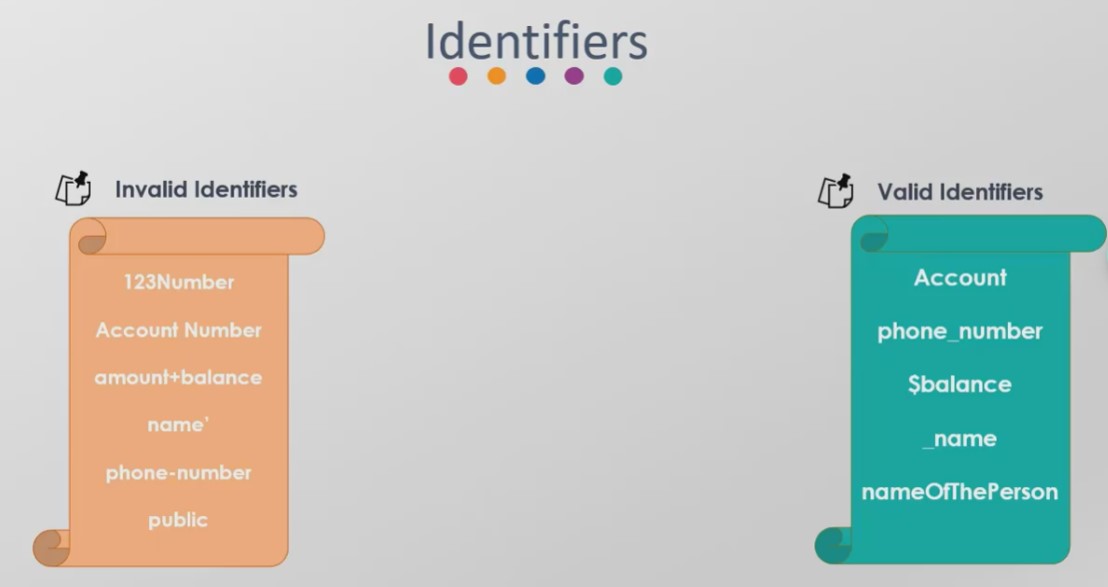 Identifiers
Invalid Identifiers
123Number
Account Number
amount+balance
name'
phone-number
public
Valid Identifiers
Account
phone_number
$balance
_name
nameOfThePerson